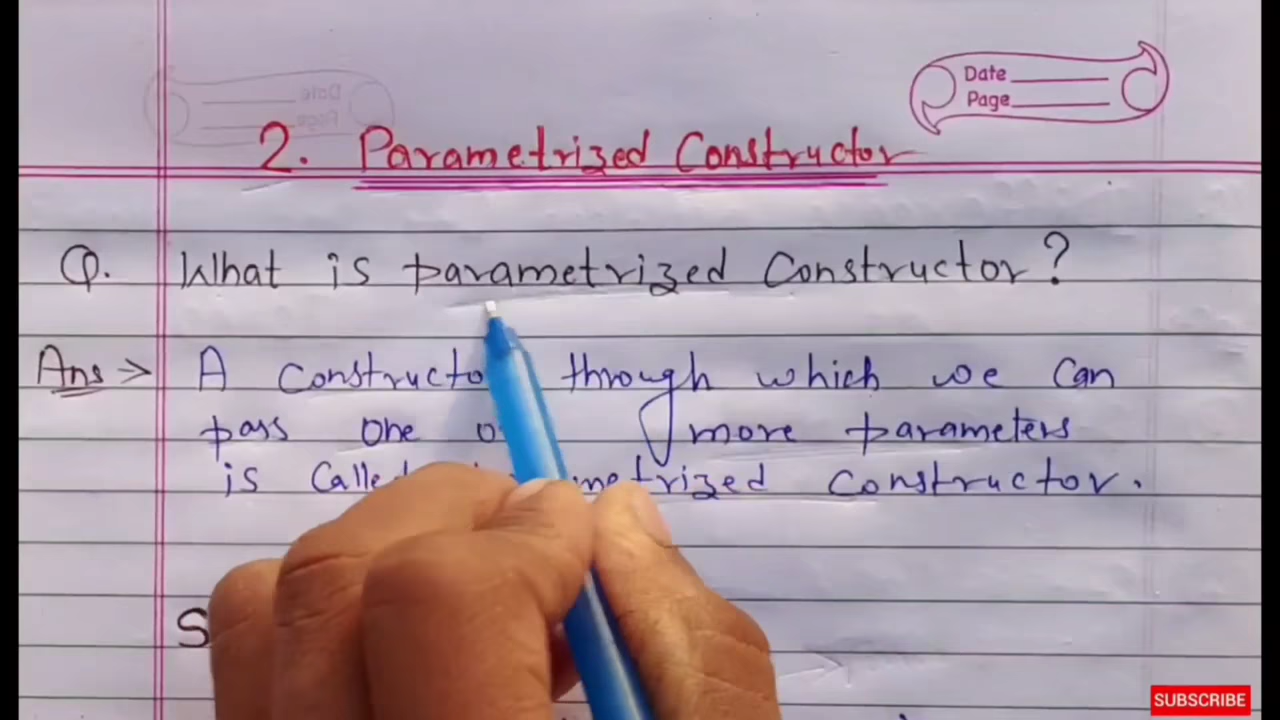 Date
Page
2. Parametrized Constructor
Q. What is parametrized Constructor?
Ans A Constructo through which we can
pass one more parameters
is Called metrized Constructor.
S
SUBSCRIBE